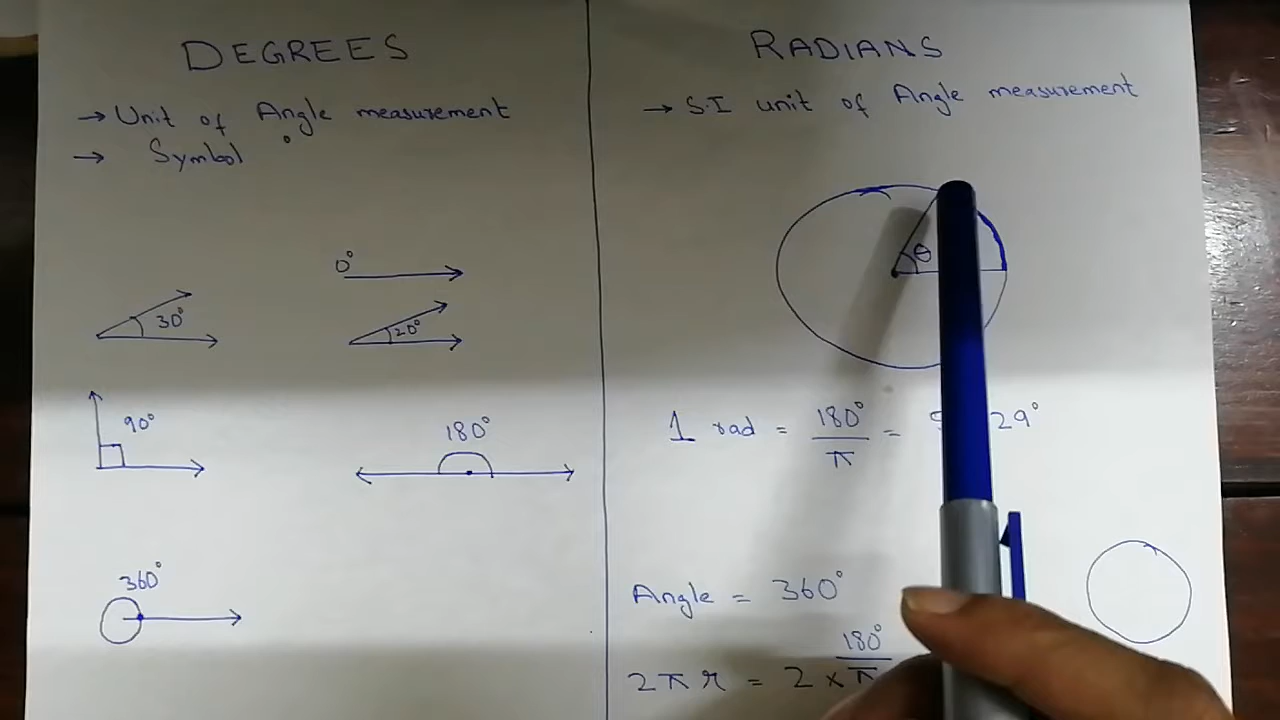 DEGREES
→ Unit of Angle measurement
→ Symbol °
0°
30°
20°
90°
180°
360°
RADIANS
→ S.I unit of Angle measurement
θ
1 rad = 180° / π = 29°
Angle = 360°
2πr = 2 × 180° / π